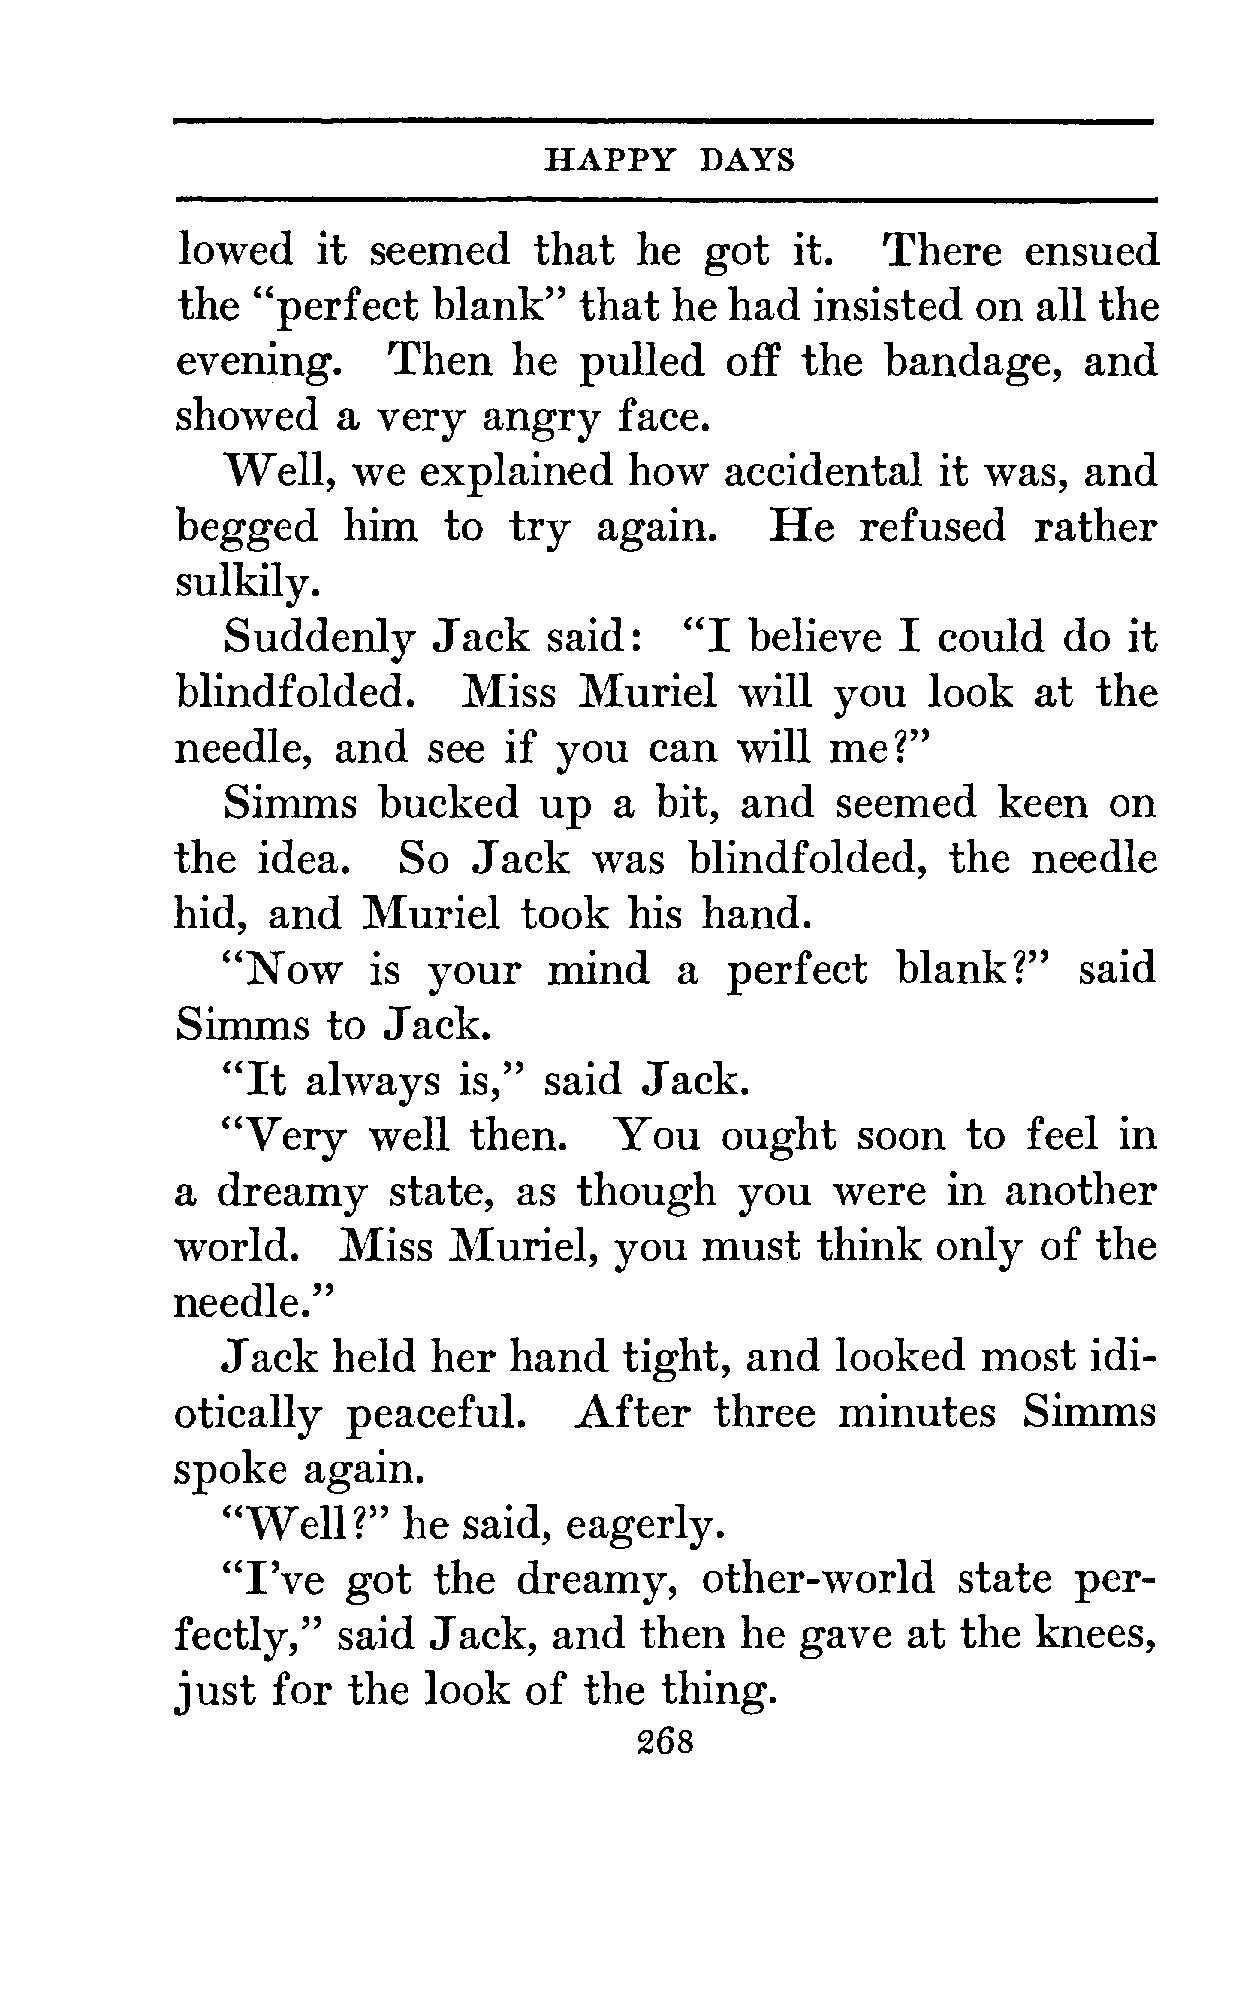 HAPPY DAYS
lowed it seemed that he got it. There ensued
the “perfect blank” that he had insisted on all the
evening. Then he pulled off the bandage, and
showed a very angry face.
Well, we explained how accidental it was, and
begged him to try again. He refused rather
sulkily.
Suddenly Jack said: “I believe I could do it
blindfolded. Miss Muriel will you look at the
needle, and see if you can will me?”
Simms bucked up a bit, and seemed keen on
the idea. So Jack was blindfolded, the needle
hid, and Muriel took his hand.
“Now is your mind a perfect blank?” said
Simms to Jack.
“It always is,” said Jack.
“Very well then. You ought soon to feel in
a dreamy state, as though you were in another
world. Miss Muriel, you must think only of the
needle.”
Jack held her hand tight, and looked most idi-
otically peaceful. After three minutes Simms
spoke again.
“Well?” he said, eagerly.
“I’ve got the dreamy, other-world state per-
fectly,” said Jack, and then he gave at the knees,
just for the look of the thing.
268